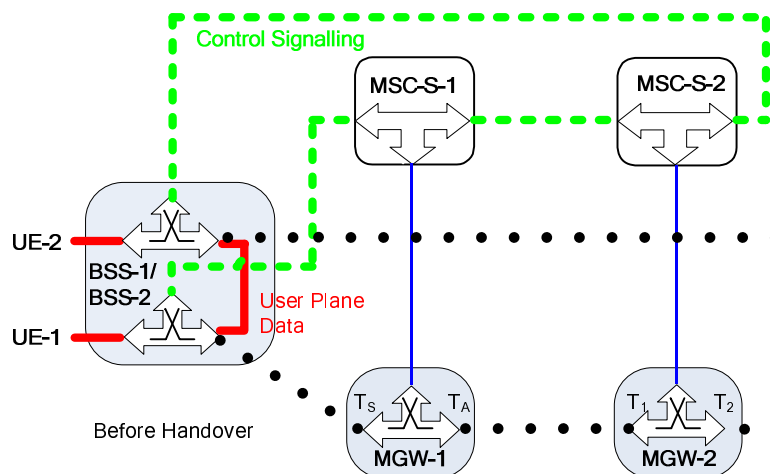 Control Signalling
MSC-S-1
MSC-S-2
UE-2
BSS-1/
BSS-2
User Plane
Data
UE-1
Before Handover
TS
TA
MGW-1
T1
T2
MGW-2